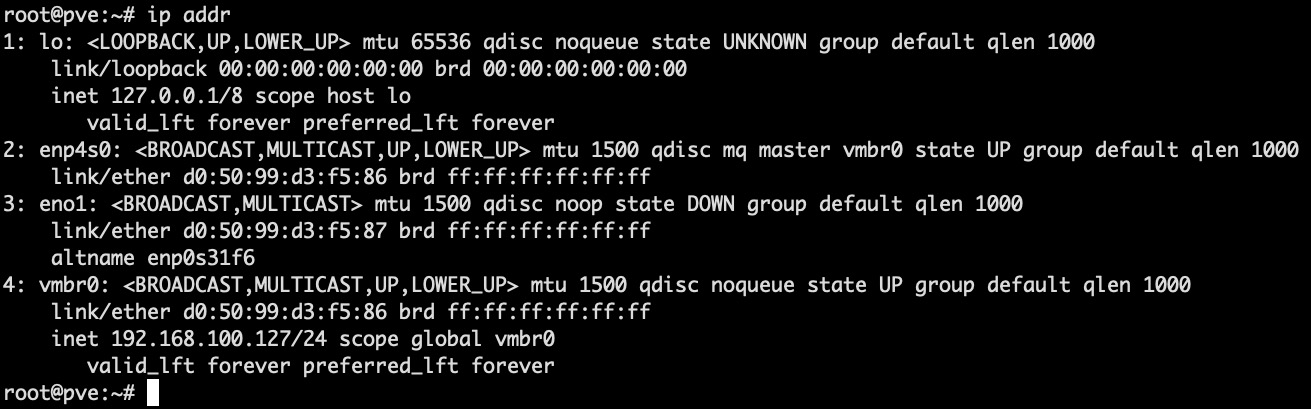 root@pve:~# ip addr
1: lo: <LOOPBACK,UP,LOWER_UP> mtu 65536 qdisc noqueue state UNKNOWN group default qlen 1000
    link/loopback 00:00:00:00:00:00 brd 00:00:00:00:00:00
    inet 127.0.0.1/8 scope host lo
       valid_lft forever preferred_lft forever
2: enp4s0: <BROADCAST,MULTICAST,UP,LOWER_UP> mtu 1500 qdisc mq master vmbr0 state UP group default qlen 1000
    link/ether d0:50:99:d3:f5:86 brd ff:ff:ff:ff:ff:ff
3: eno1: <BROADCAST,MULTICAST> mtu 1500 qdisc noop state DOWN group default qlen 1000
    link/ether d0:50:99:d3:f5:87 brd ff:ff:ff:ff:ff:ff
    altname enp0s31f6
4: vmbr0: <BROADCAST,MULTICAST,UP,LOWER_UP> mtu 1500 qdisc noqueue state UP group default qlen 1000
    link/ether d0:50:99:d3:f5:86 brd ff:ff:ff:ff:ff:ff
    inet 192.168.100.127/24 scope global vmbr0
       valid_lft forever preferred_lft forever
root@pve:~#